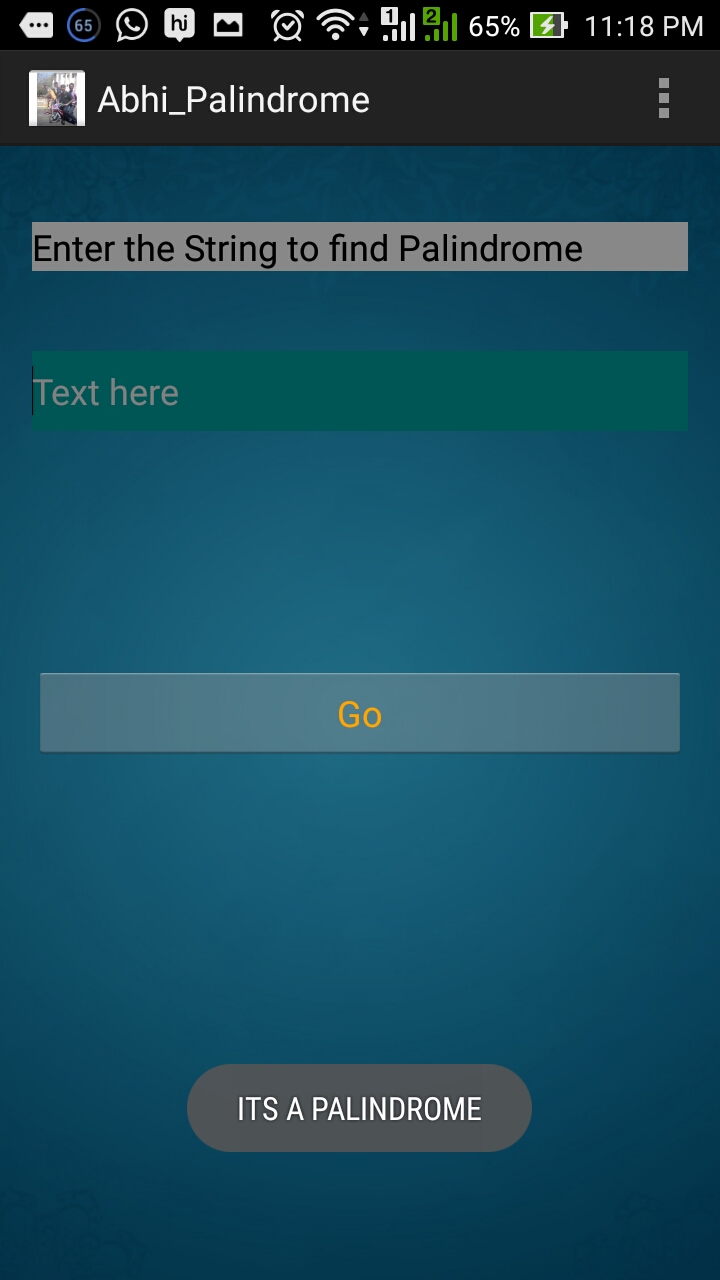 65 hi 1 2 65% 11:18 PM
Abhi_Palindrome
Enter the String to find Palindrome
Text here
Go
ITS A PALINDROME